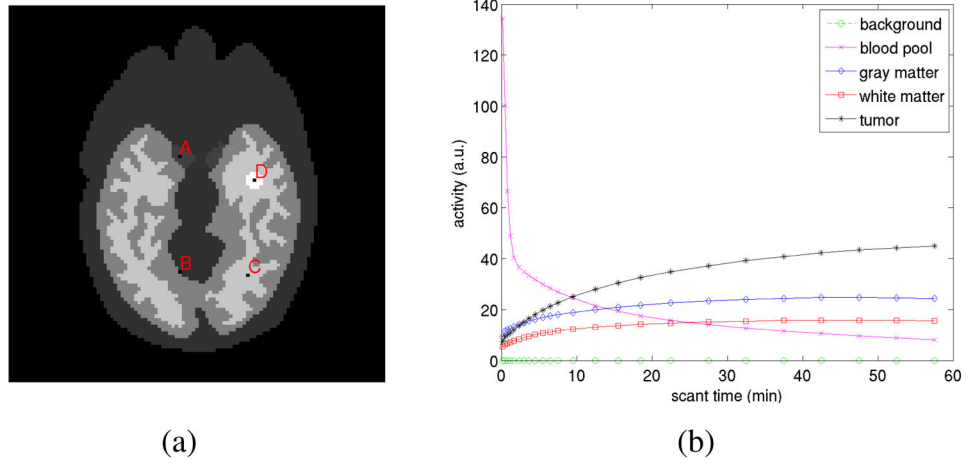 A
D
B
C
(a)
140
120
100
80
60
40
20
0
activity (a.u.)
0 10 20 30 40 50 60
scant time (min)
background
blood pool
gray matter
white matter
tumor
(b)